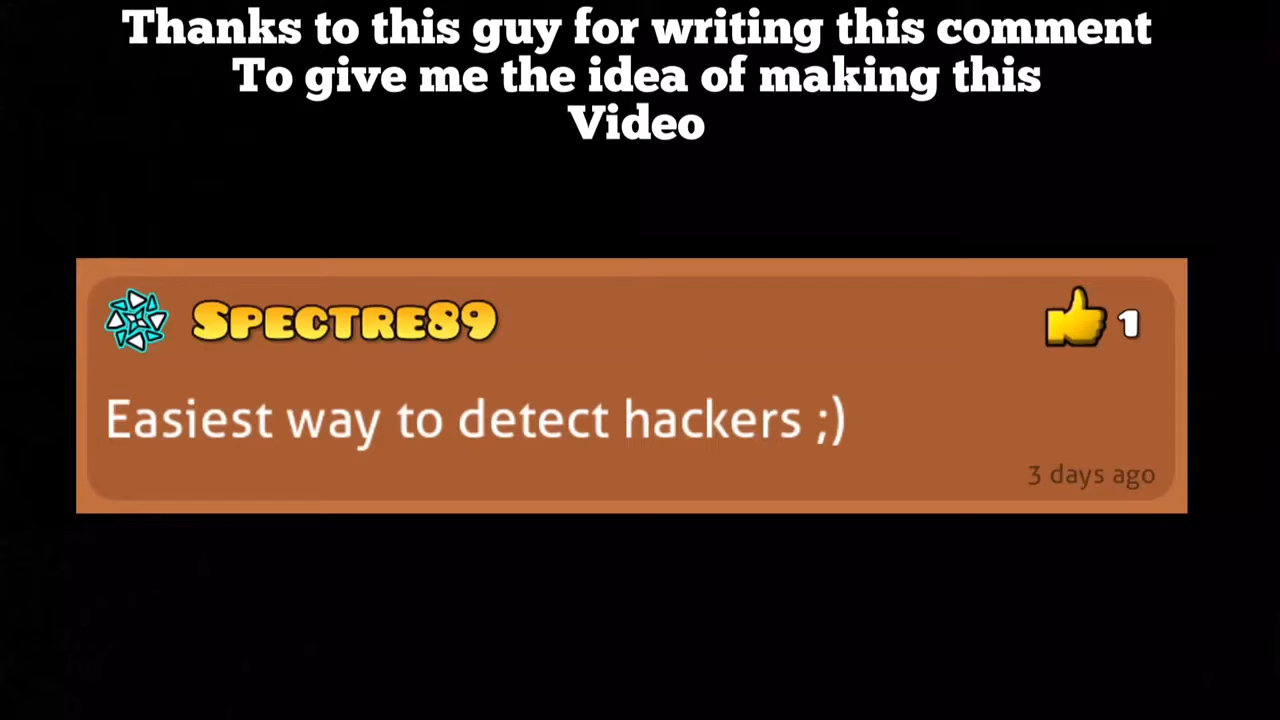 Thanks to this guy for writing this comment
To give me the idea of making this
Video
Spectre89
1
Easiest way to detect hackers ;)
3 days ago